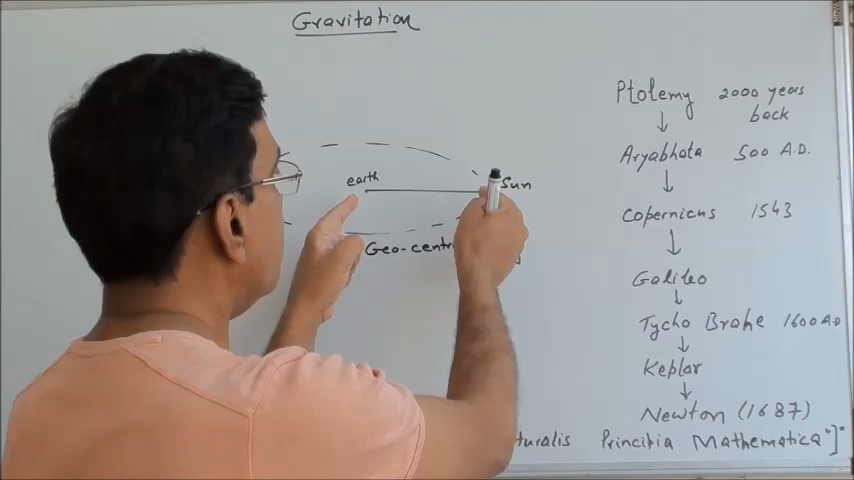 Gravitation
Ptolemy 2000 years
back
Aryabhata 500 A.D.
earth
Sun
Copernicus 1543
Geo-centr
Galileo
Tycho Brahe 1600 AD
Keplar
Newton (1687)
turalis Principia Mathematica"]"